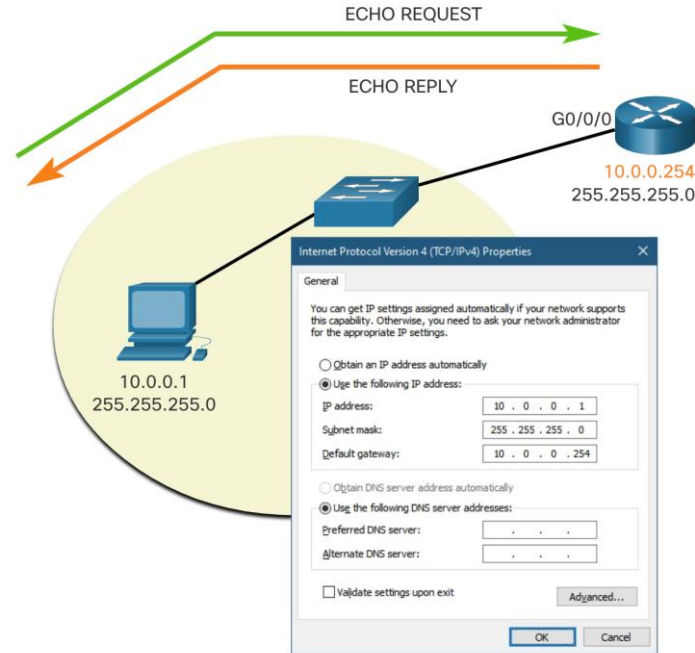 ECHO REQUEST
ECHO REPLY
G0/0/0
10.0.0.254
255.255.255.0
10.0.0.1
255.255.255.0
Internet Protocol Version 4 (TCP/IPv4) Properties
General
You can get IP settings assigned automatically if your network supports
this capability. Otherwise, you need to ask your network administrator
for the appropriate IP settings.
Obtain an IP address automatically
Use the following IP address:
IP address: 10 . 0 . 0 . 1
Subnet mask: 255 . 255 . 255 . 0
Default gateway: 10 . 0 . 0 . 254
Obtain DNS server address automatically
Use the following DNS server addresses:
Preferred DNS server: . . .
Alternate DNS server: . . .
Validate settings upon exit
Advanced...
OK Cancel